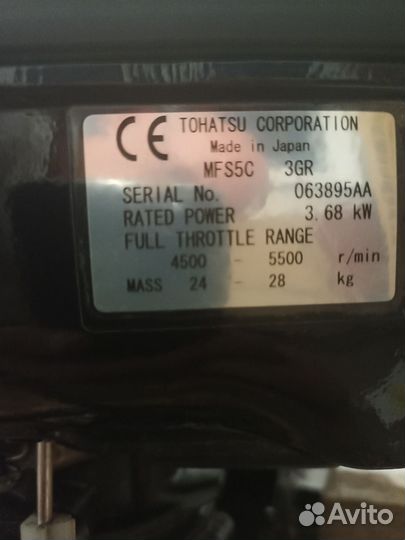 CE TOHATSU CORPORATION
Made in Japan
MFS5C 3GR
SERIAL No. 063895AA
RATED POWER 3.68 kW
FULL THROTTLE RANGE
4500 - 5500 r/min
MASS 24 - 28 kg
Avito